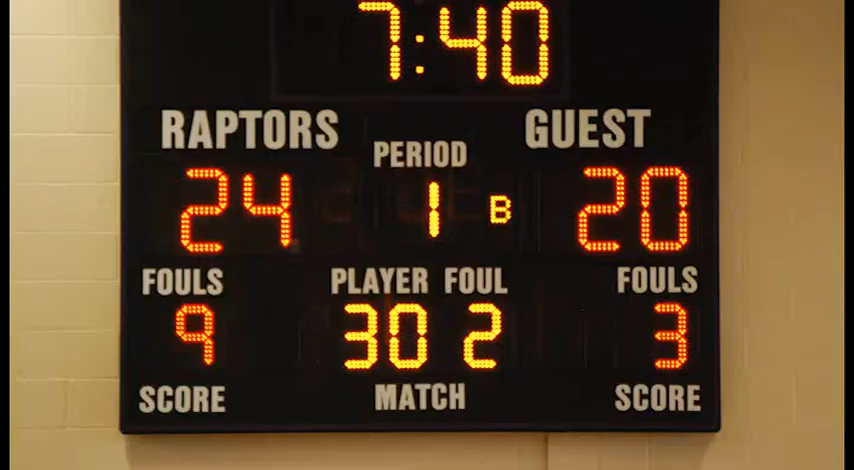 7:40
RAPTORS GUEST
PERIOD
24 1 B 20
FOULS PLAYER FOUL FOULS
9 30 2 3
SCORE MATCH SCORE